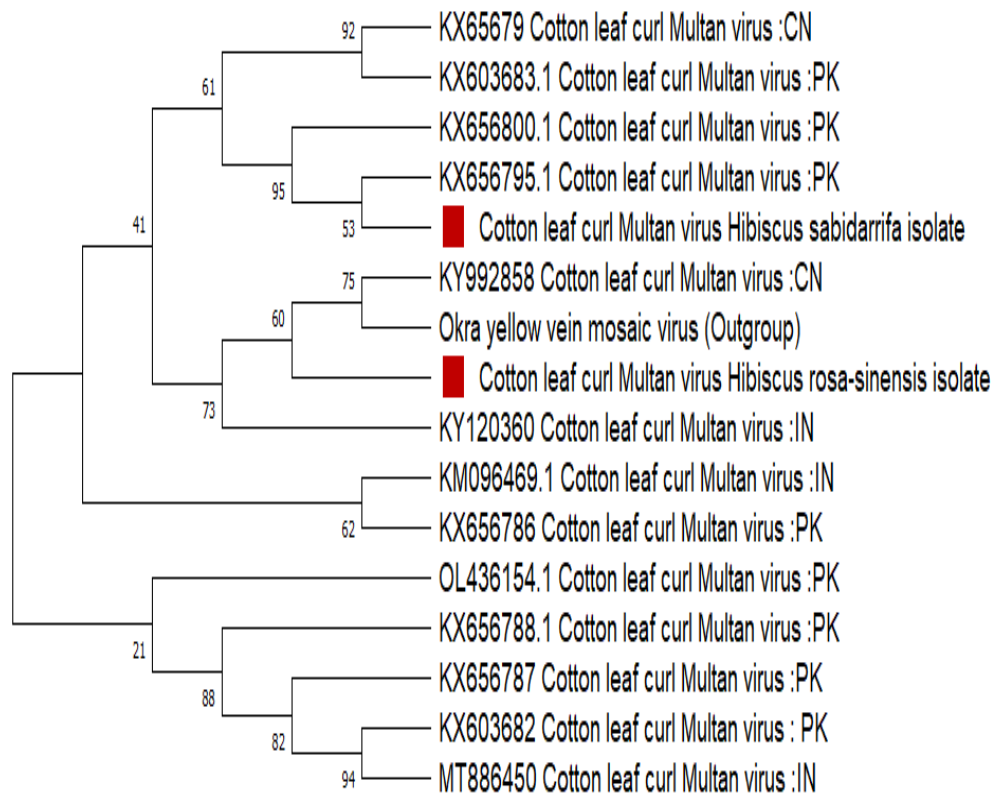 92
KX65679 Cotton leaf curl Multan virus :CN
KX603683.1 Cotton leaf curl Multan virus :PK
61
KX656800.1 Cotton leaf curl Multan virus :PK
KX656795.1 Cotton leaf curl Multan virus :PK
95
53
Cotton leaf curl Multan virus Hibiscus sabidarrifa isolate
41
KY992858 Cotton leaf curl Multan virus :CN
75
Okra yellow vein mosaic virus (Outgroup)
60
Cotton leaf curl Multan virus Hibiscus rosa-sinensis isolate
73
KY120360 Cotton leaf curl Multan virus :IN
KM096469.1 Cotton leaf curl Multan virus :IN
62
KX656786 Cotton leaf curl Multan virus :PK
OL436154.1 Cotton leaf curl Multan virus :PK
21
KX656788.1 Cotton leaf curl Multan virus :PK
88
KX656787 Cotton leaf curl Multan virus :PK
82
KX603682 Cotton leaf curl Multan virus : PK
94
MT886450 Cotton leaf curl Multan virus :IN